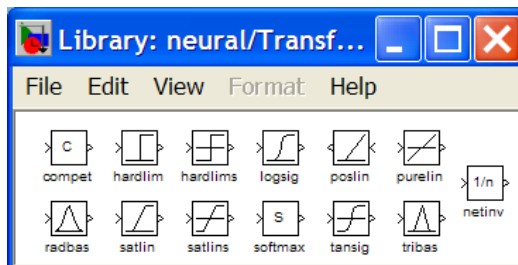 Library: neural/Transf...
File Edit View Format Help
C 1/n
compet hardlim hardlims logsig poslin purelin netinv
S
radbas satlin satlins softmax tansig tribas